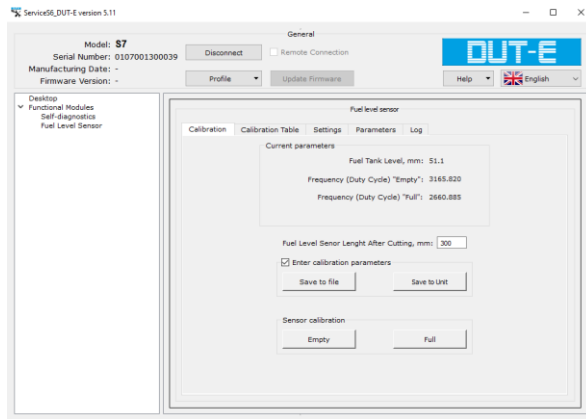 ServiceS6_DUT-E version 5.11
General
Model: S7
Serial Number: 0107001300039
Manufacturing Date: -
Firmware Version: -
Disconnect
Remote Connection
Profile
Update Firmware
DUT-E
Help
English
Desktop
Functional Modules
Self-diagnostics
Fuel Level Sensor
Fuel level sensor
Calibration Calibration Table Settings Parameters Log
Current parameters
Fuel Tank Level, mm: 51.1
Frequency (Duty Cycle) "Empty": 3165.820
Frequency (Duty Cycle) "Full": 2660.885
Fuel Level Senor Lenght After Cutting, mm: 300
Enter calibration parameters
Save to file Save to Unit
Sensor calibration
Empty Full